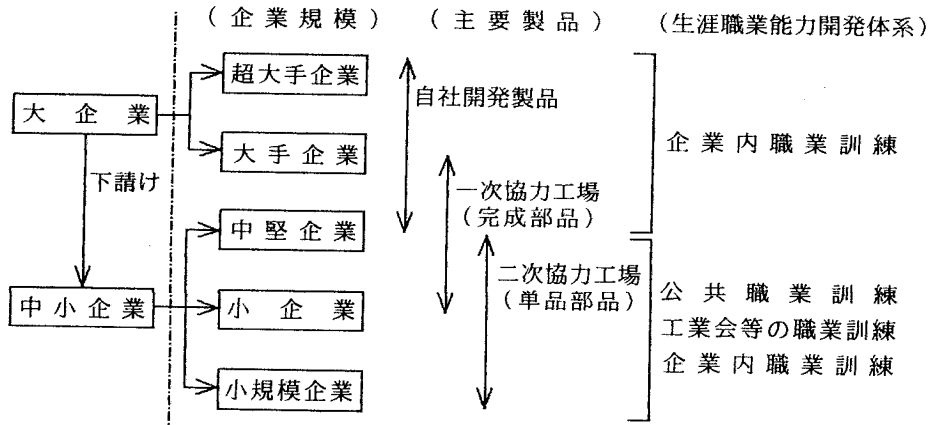 (企業規模)
(主要製品)
(生涯職業能力開発体系)
超大手企業
自社開発製品
大企業
大手企業
企業内職業訓練
下請け
一次協力工場
(完成部品)
中堅企業
二次協力工場
(単品部品)
中小企業
小企業
公共職業訓練
工業会等の職業訓練
企業内職業訓練
小規模企業